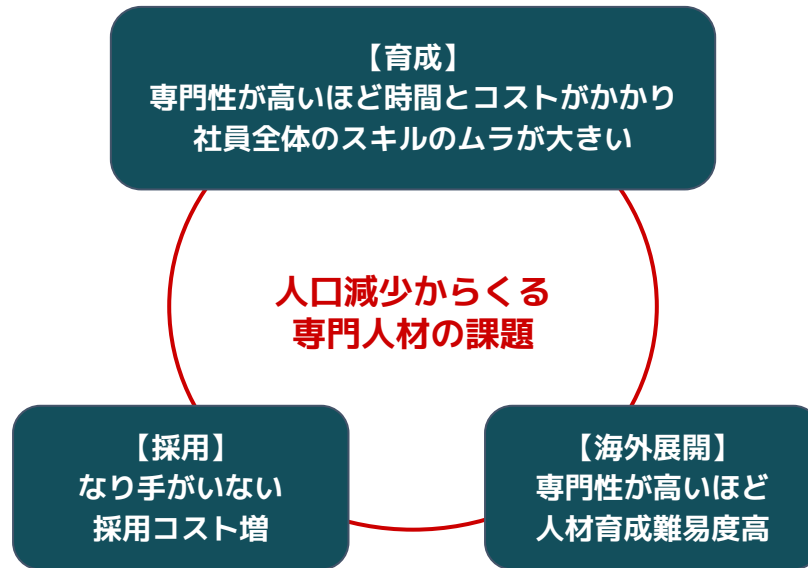 【育成】
専門性が高いほど時間とコストがかかり
社員全体のスキルのムラが大きい
人口減少からくる
専門人材の課題
【採用】
なり手がいない
採用コスト増
【海外展開】
専門性が高いほど
人材育成難易度高